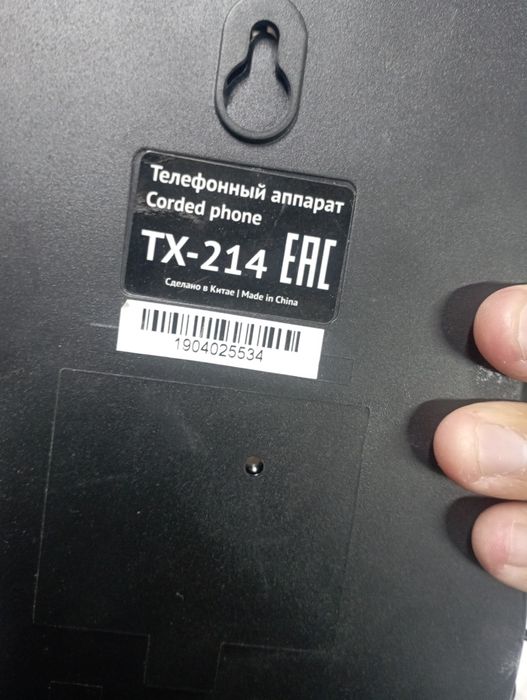 Телефонный аппарат
Corded phone
TX-214 EAC
Сделано в Китае | Made in China
1904025534